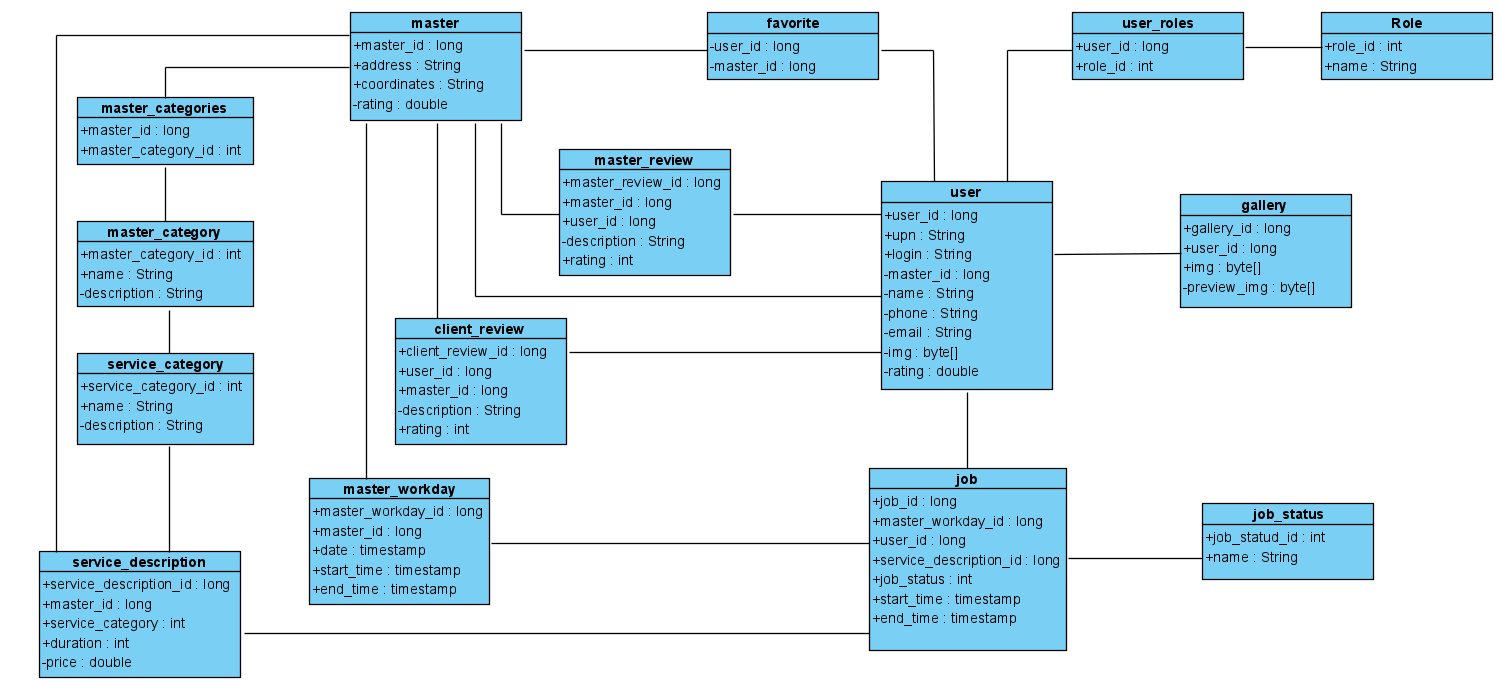 master
+master_id : long
+address : String
+coordinates : String
-rating : double
favorite
-user_id : long
-master_id : long
user_roles
+user_id : long
+role_id : int
Role
+role_id : int
+name : String
master_categories
+master_id : long
+master_category_id : int
master_review
+master_review_id : long
+master_id : long
+user_id : long
-description : String
+rating : int
user
+user_id : long
+upn : String
+login : String
-master_id : long
-name : String
-phone : String
-email : String
-img : byte[]
-rating : double
gallery
+gallery_id : long
+user_id : long
+img : byte[]
-preview_img : byte[]
master_category
+master_category_id : int
+name : String
-description : String
client_review
+client_review_id : long
+user_id : long
+master_id : long
-description : String
+rating : int
service_category
+service_category_id : int
+name : String
-description : String
master_workday
+master_workday_id : long
+master_id : long
+date : timestamp
+start_time : timestamp
+end_time : timestamp
job
+job_id : long
+master_workday_id : long
+user_id : long
+service_description_id : long
+job_status : int
+start_time : timestamp
+end_time : timestamp
job_status
+job_statud_id : int
+name : String
service_description
+service_description_id : long
+master_id : long
+service_category : int
+duration : int
-price : double